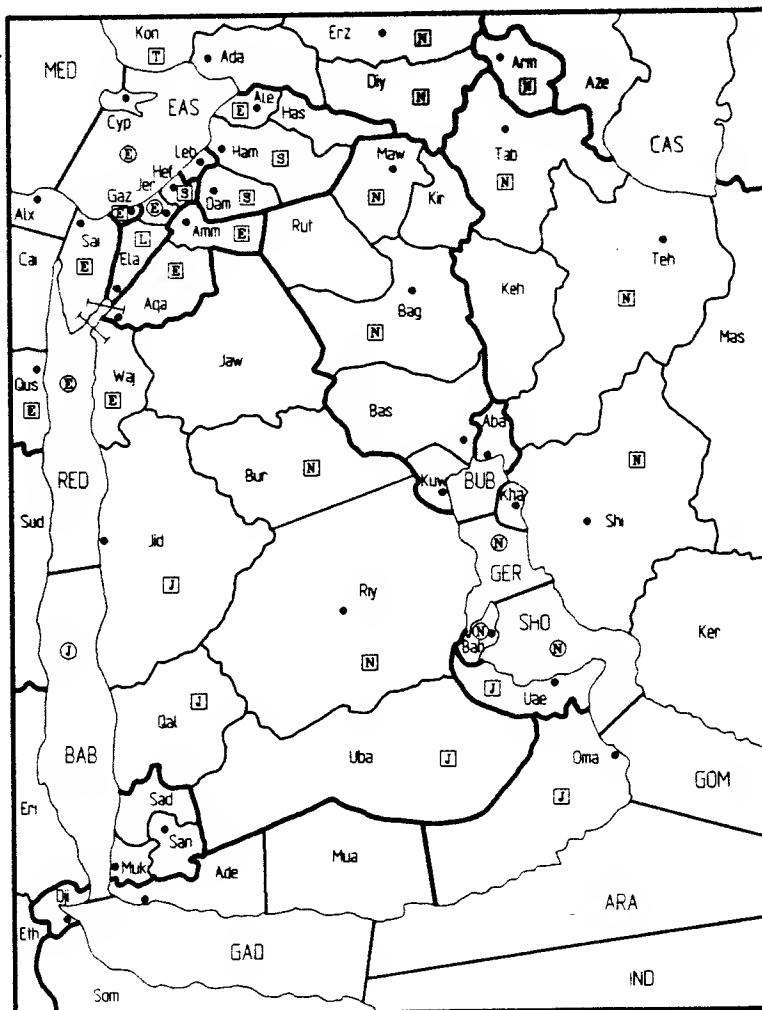 Kon
Erz
N
T
Ada
Arm
MED
N
Diy
N
Aze
Ale
EAS
E
Has
Cyp
Tab
CAS
E
Leb
Ham
S
Maw
N
Hef
Jer
Kir
Gaz
S
Dam
S
N
Alx
E
E
Sai
L
Amm
E
Rut
Cai
E
Ela
E
Teh
Aqa
Keh
N
Bag
N
Mas
Jaw
Waj
Qus
E
E
E
Bas
Aba
N
Bur
N
RED
Kuw
BUB
Kha
Sud
Shi
Jid
N
GER
J
Riy
SHO
Ker
N
J
Bah
N
N
J
Uae
Qat
J
BAB
Uba
J
Oma
GOM
J
Eri
Sad
San
Muk
Ade
Mua
Dji
ARA
Eth
GAD
IND
Som